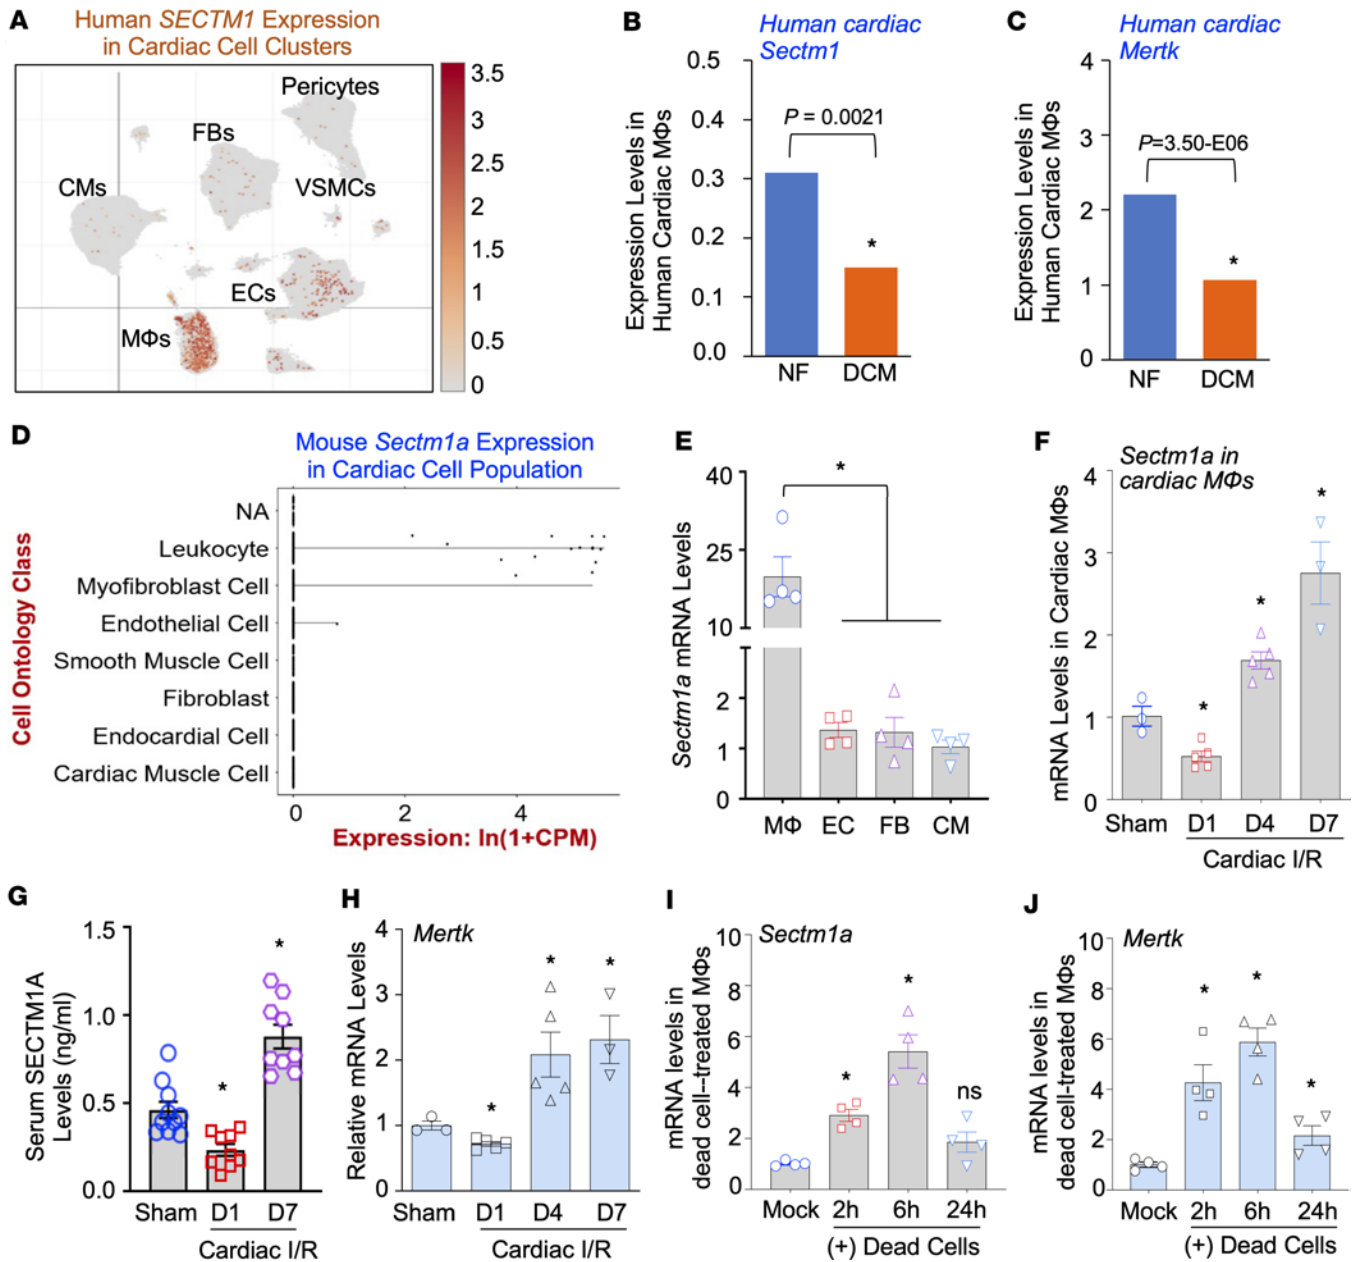 A
Human SECTM1 Expression
in Cardiac Cell Clusters
Pericytes
FBs
CMs
VSMCs
ECs
MΦs
3.5
3
2.5
2
1.5
1
0.5
0
B
Human cardiac
Sectm1
Expression Levels in
Human Cardiac MΦs
0.5
0.4
0.3
0.2
0.1
0.0
P = 0.0021
*
NF DCM
C
Human cardiac
Mertk
Expression Levels in
Human Cardiac MΦs
4
3
2
1
0
P=3.50-E06
*
NF DCM
D
Mouse Sectm1a Expression
in Cardiac Cell Population
Cell Ontology Class
NA
Leukocyte
Myofibroblast Cell
Endothelial Cell
Smooth Muscle Cell
Fibroblast
Endocardial Cell
Cardiac Muscle Cell
0 2 4
Expression: ln(1+CPM)
E
Sectm1a mRNA Levels
40
25
10
2
1
0
*
MΦ EC FB CM
F
Sectm1a in
cardiac MΦs
mRNA Levels in Cardiac MΦs
4
3
2
1
0
*
*
*
Sham D1 D4 D7
Cardiac I/R
G
Serum SECTM1A
Levels (ng/ml)
1.5
1.0
0.5
0.0
*
*
Sham D1 D7
Cardiac I/R
H
Mertk
Relative mRNA Levels
4
3
2
1
0
*
*
*
Sham D1 D4 D7
Cardiac I/R
I
Sectm1a
mRNA levels in
dead cell--treated MΦs
10
8
6
4
2
0
*
*
ns
Mock 2h 6h 24h
(+) Dead Cells
J
Mertk
mRNA levels in
dead cell-treated MΦs
10
8
6
4
2
0
*
*
*
Mock 2h 6h 24h
(+) Dead Cells